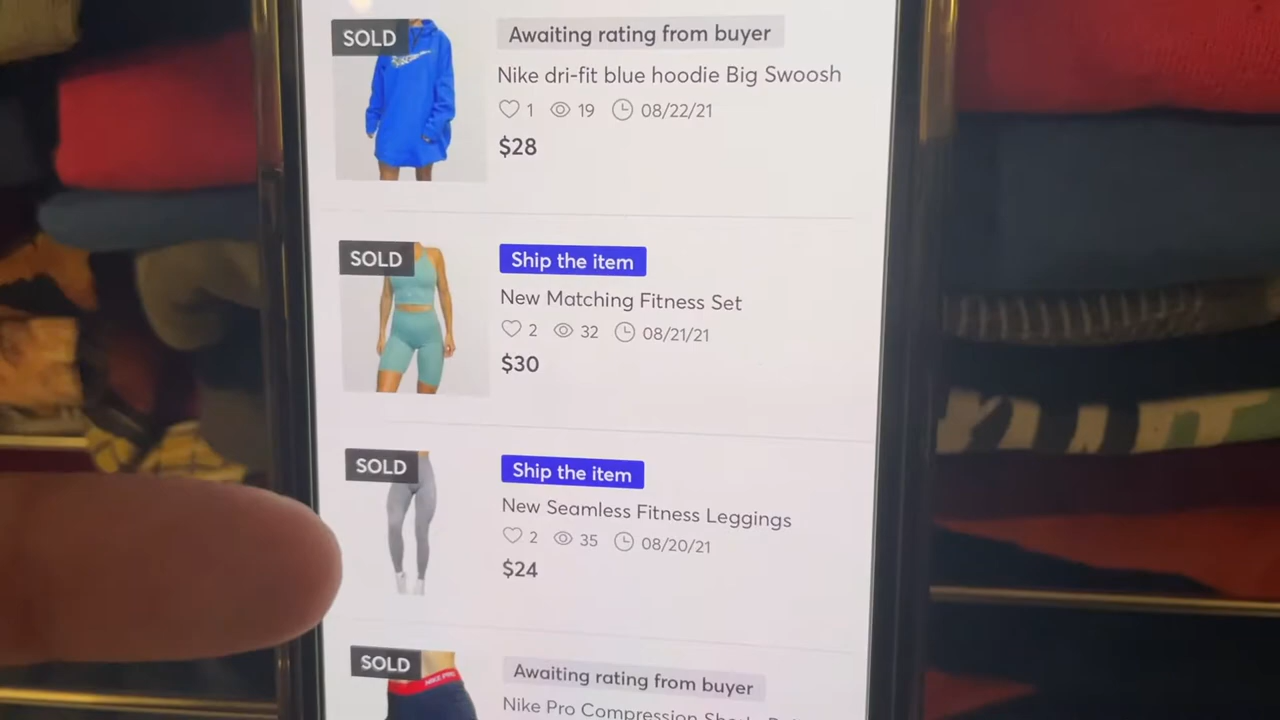 SOLD
Awaiting rating from buyer
Nike dri-fit blue hoodie Big Swoosh
1 19 08/22/21
$28
SOLD
Ship the item
New Matching Fitness Set
2 32 08/21/21
$30
SOLD
Ship the item
New Seamless Fitness Leggings
2 35 08/20/21
$24
SOLD
NIKE PRO
Awaiting rating from buyer
Nike Pro Compression